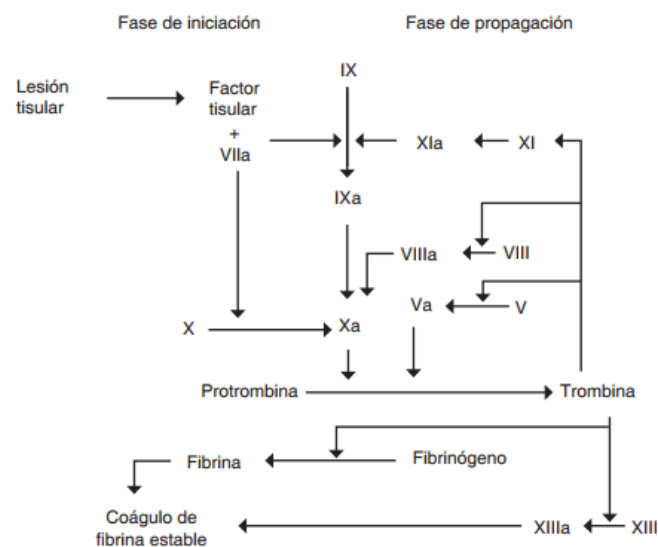 Fase de iniciación
Fase de propagación
Lesión
tisular
Factor
tisular
+
VIIa
IX
XIa
XI
IXa
VIIIa
VIII
Va
V
X
Xa
Protrombina
Trombina
Fibrina
Fibrinógeno
Coágulo de
fibrina estable
XIIIa
XIII